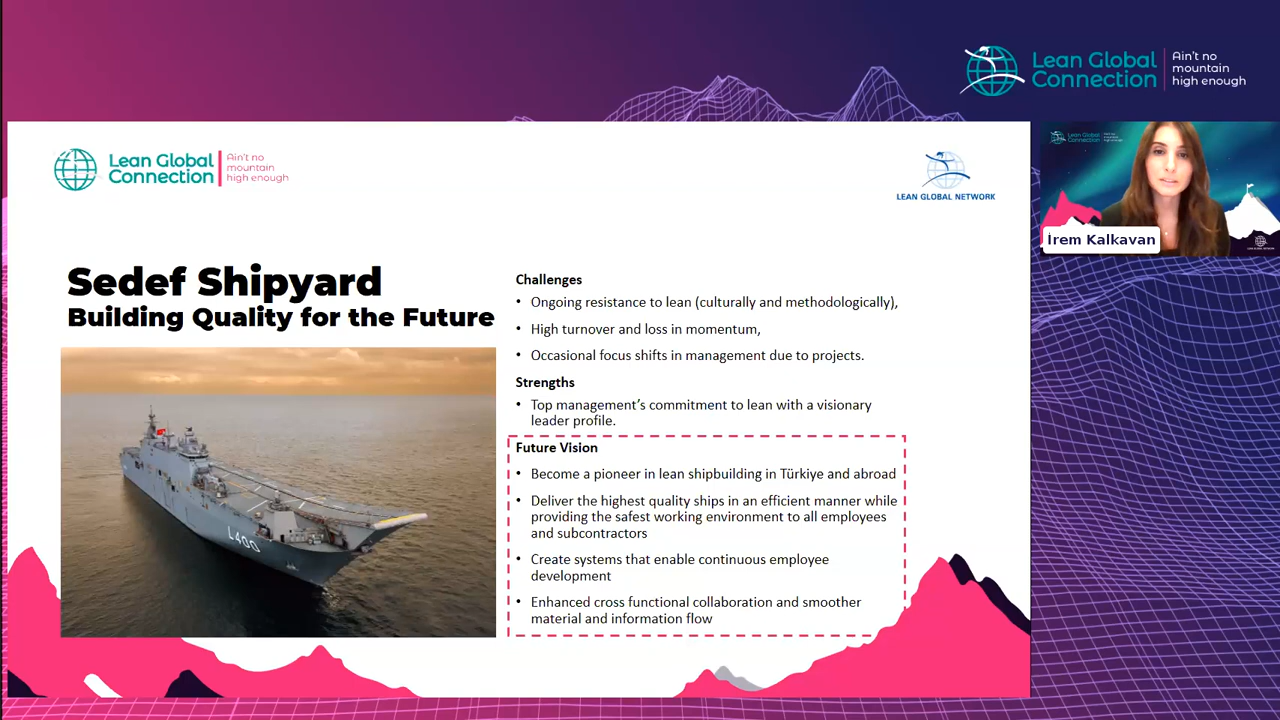 Lean Global
Connection
Ain't no
mountain
high enough
Lean Global
Connection
Ain't no
mountain
high enough
LEAN GLOBAL NETWORK
İrem Kalkavan
Sedef Shipyard
Building Quality for the Future
L400
Challenges
• Ongoing resistance to lean (culturally and methodologically),
• High turnover and loss in momentum,
• Occasional focus shifts in management due to projects.
Strengths
• Top management’s commitment to lean with a visionary
leader profile.
Future Vision
• Become a pioneer in lean shipbuilding in Türkiye and abroad
• Deliver the highest quality ships in an efficient manner while
providing the safest working environment to all employees
and subcontractors
• Create systems that enable continuous employee
development
• Enhanced cross functional collaboration and smoother
material and information flow